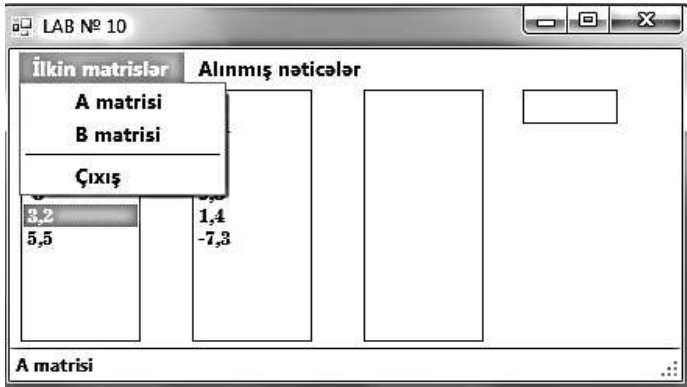 LAB № 10
İlkin matrislər Alınmış nəticələr
A matrisi
B matrisi
Çıxış
3,2 1,4
5,5 -7,3
A matrisi